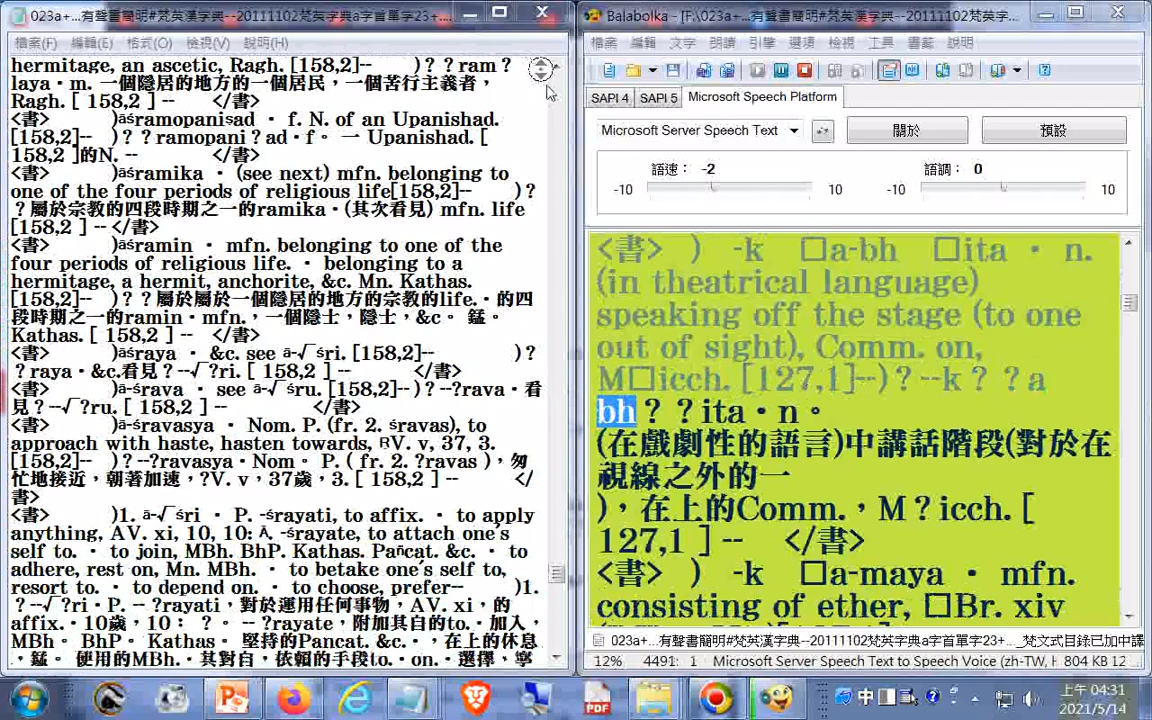 023a+...有聲書簡明#梵英漢字典--20111102梵英字典a字首單字23+...
檔案(F) 編輯(E) 格式(O) 檢視(V) 說明(H)
hermitage, an ascetic, Ragh. [158,2]-- )？？ram？
laya．m. 一個隱居的地方的一個居民，一個苦行主義者，
Ragh. [ 158,2 ] -- </書>
<書> )āśramopaniṣad ・ f. N. of an Upanishad.
[158,2]-- )？？ramopani？ad・f。 一 Upanishad. [
158,2 ]的N. -- </書>
<書> )āśramika ・ (see next) mfn. belonging to
one of the four periods of religious life[158,2]-- )？
？屬於宗教的四段時期之一的ramika・(其次看見) mfn. life
[158,2 ] -- </書>
<書> )āśramin ・ mfn. belonging to one of the
four periods of religious life. ・ belonging to a
hermitage, a hermit, anchorite, &c. Mn. Kathas.
[158,2]-- )？？屬於屬於一個隱居的地方的宗教的life.・的四
段時期之一的ramin・mfn.，一個隱士，隱士，&c。 錳。
Kathas. [ 158,2 ] -- </書>
<書> )āśraya ・ &c. see ā-√śri. [158,2]-- )？
？raya・&c.看見？--√？ri. [ 158,2 ] -- </書>
<書> )ā-śrava ・ see ā-√śru. [158,2]--)？--?rava・看
見？--√？ru. [ 158,2 ] -- </書>
<書> )ā-śravasya ・ Nom. P. (fr. 2. śravas), to
approach with haste, hasten towards, RV. v, 37, 3.
[158,2]-- )？--?ravasya・Nom。 P. ( fr. 2. ?ravas )，匆
忙地接近，朝著加速，?V. v，37歲，3. [ 158,2 ] -- </
書>
<書> )1. ā-√śri ・ P. -śrayati, to affix. ・ to apply
anything, AV. xi, 10, 10: Ā. -śrayate, to attach one's
self to. ・ to join, MBh. BhP. Kathas. Pañcat. &c. ・ to
adhere, rest on, Mn. MBh. ・ to betake one's self to,
resort to. ・ to depend on. ・ to choose, prefer-- )1.
？--√ ?ri・P. -- ?rayati，對於運用任何事物，AV. xi，的
affix.・10歲，10：？。 -- ?rayate，附加其自的to.・加入，
MBh。 BhP。 Kathas。 堅持的Pancat. &c.・，在上的休息
，錳。 使用的MBh.・其對自，依賴的手段to.・on.・選擇，寧
Balabolka - [F:\023a+...有聲書簡明#梵英漢字典--20111102梵英字...
檔案 編輯 文字 朗讀 引擎 選項 檢視 工具 書籤 說明
SAPI 4 SAPI 5 Microsoft Speech Platform
Microsoft Server Speech Text 關於 預設
語速： -2 語調： 0
-10 10 -10 10
<書> ) -k □a-bh □ita ・ n.
(in theatrical language)
speaking off the stage (to one
out of sight), Comm. on,
M□icch. [127,1]--)？--k？？a
bh？？ita・n。
(在戲劇性的語言)中講話階段(對於在
視線之外的一
)，在上的Comm.，M？icch. [
127,1 ] -- </書>
<書> ) -k □a-maya ・ mfn.
consisting of ether, □Br. xiv
023a+...有聲書簡明#梵英漢字典--20111102梵英字典a字首單字23+..._梵文式目錄已加中譯
12% 4491: 1 Microsoft Server Speech Text to Speech Voice (zh-TW, H 804 KB 12
中
上午 04:31
2021/5/14